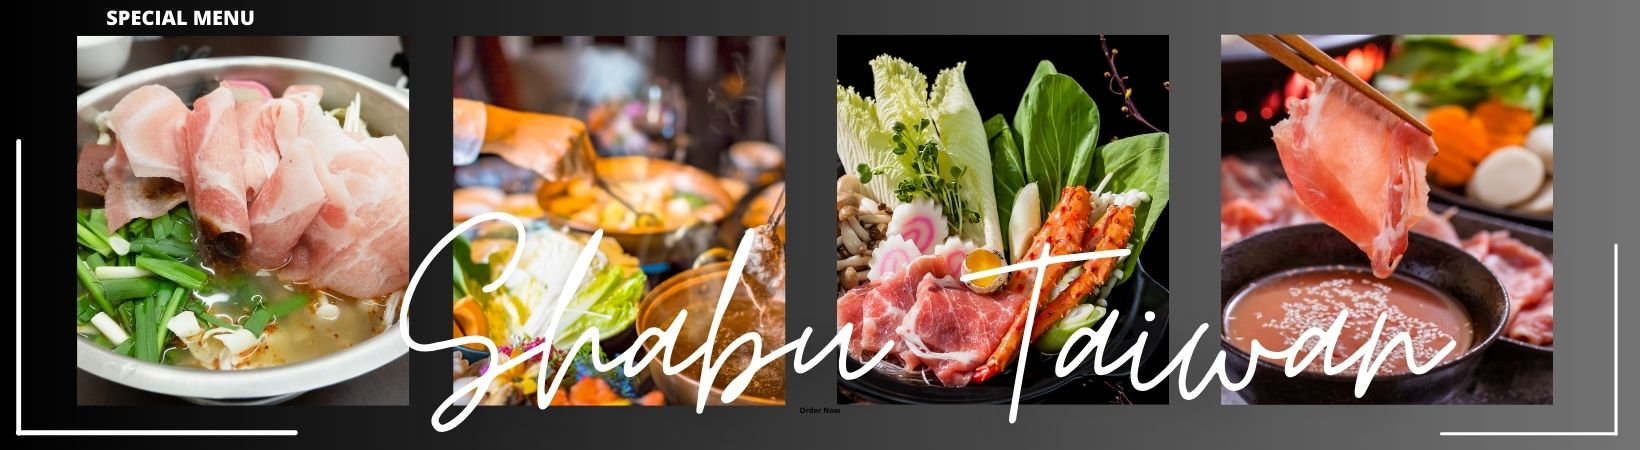 SPECIAL MENU
Shabu Taiwan
Order Now